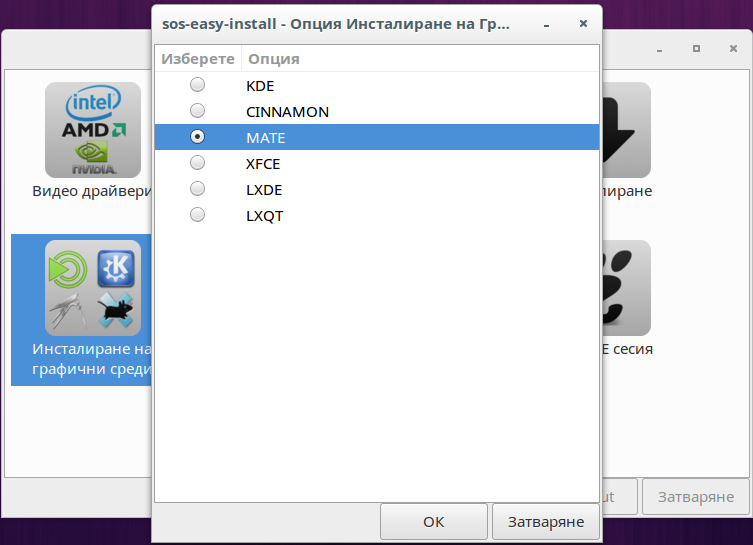 sos-easy-install - Опция Инсталиране на Гр...
Изберете Опция
KDE
CINNAMON
MATE
XFCE
LXDE
LXQT
OK
Затваряне
intel
AMD
NVIDIA.
Видео драйвери
Инсталиране на
графични среди
лиране
E сесия
ut
Затваряне